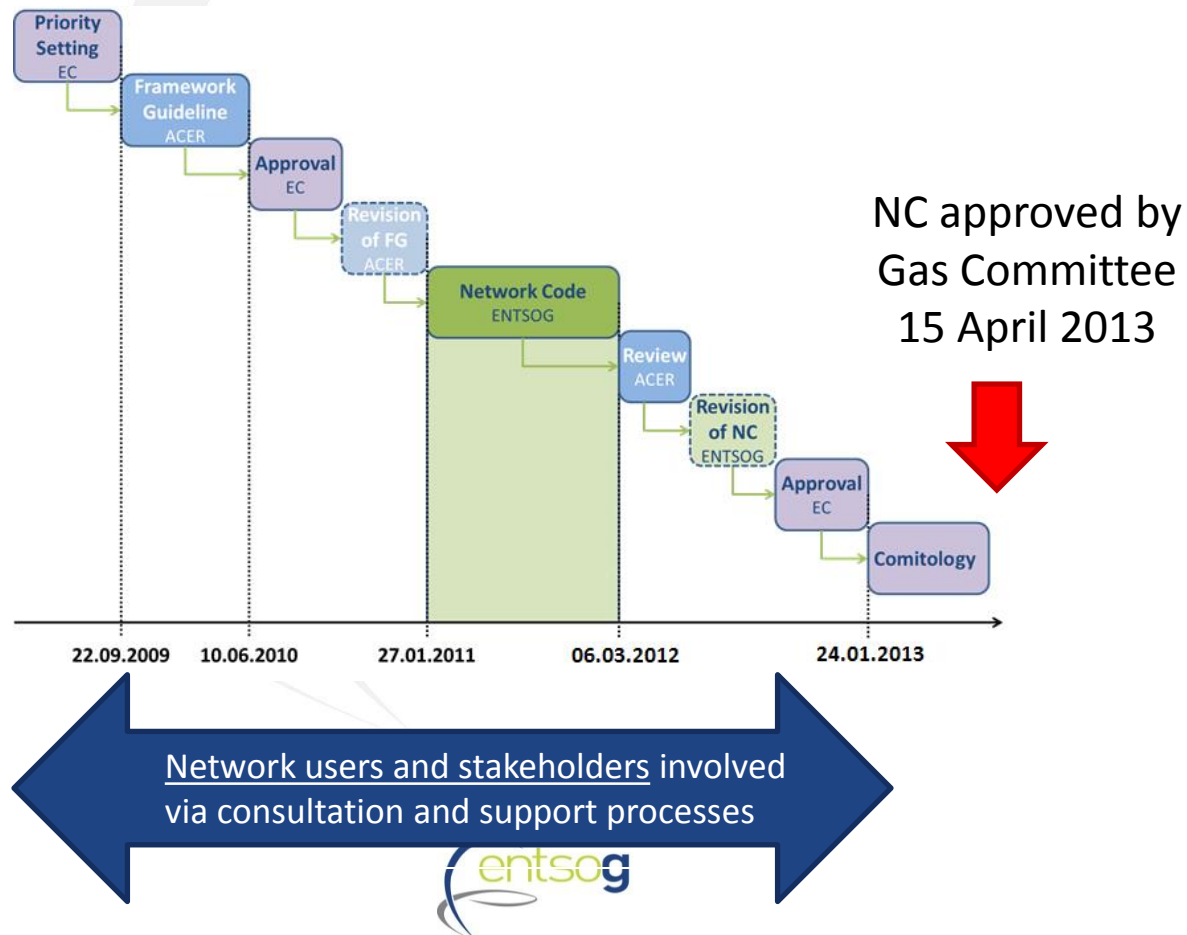 Priority
Setting
EC
Framework
Guideline
ACER
Approval
EC
Revision
of FG
ACER
Network Code
ENTSOG
Review
ACER
Revision
of NC
ENTSOG
Approval
EC
Comitology
NC approved by
Gas Committee
15 April 2013
22.09.2009
10.06.2010
27.01.2011
06.03.2012
24.01.2013
Network users and stakeholders involved
via consultation and support processes
entsog